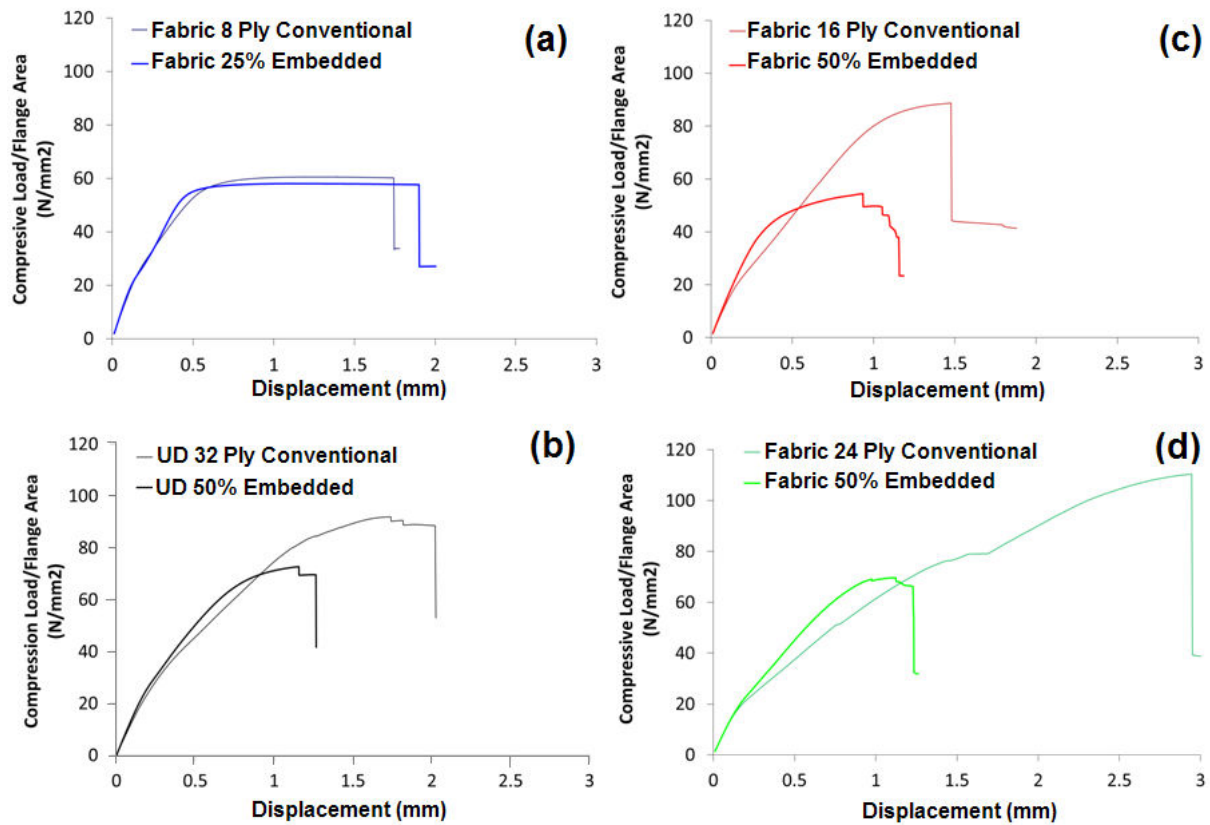 120
100
80
60
40
20
0
Compressive Load/Flange Area
(N/mm2)
Fabric 8 Ply Conventional
Fabric 25% Embedded
(a)
0 0.5 1 1.5 2 2.5 3
Displacement (mm)
120
100
80
60
40
20
0
Compressive Load/Flange Area
(N/mm2)
Fabric 16 Ply Conventional
Fabric 50% Embedded
(c)
0 0.5 1 1.5 2 2.5 3
Displacement (mm)
120
100
80
60
40
20
0
Compression Load/Flange Area
(N/mm2)
UD 32 Ply Conventional
UD 50% Embedded
(b)
0 0.5 1 1.5 2 2.5 3
Displacement (mm)
120
100
80
60
40
20
0
Compressive Load/Flange Area
(N/mm2)
Fabric 24 Ply Conventional
Fabric 50% Embedded
(d)
0 0.5 1 1.5 2 2.5 3
Displacement (mm)